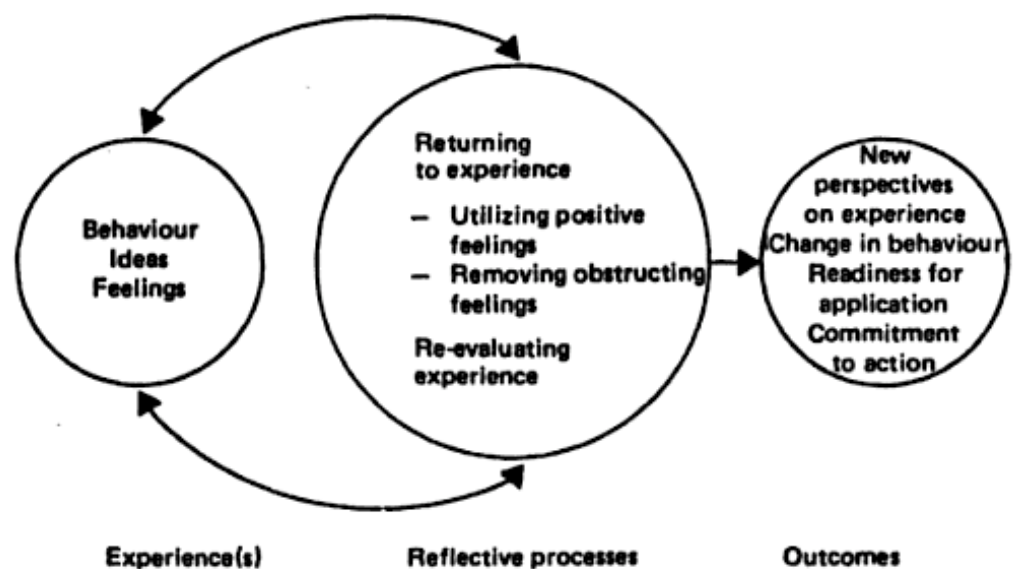 Behaviour
Ideas
Feelings
Returning
to experience
– Utilizing positive
feelings
– Removing obstructing
feelings
Re-evaluating
experience
New
perspectives
on experience
Change in behaviour
Readiness for
application
Commitment
to action
Experience(s)
Reflective processes
Outcomes